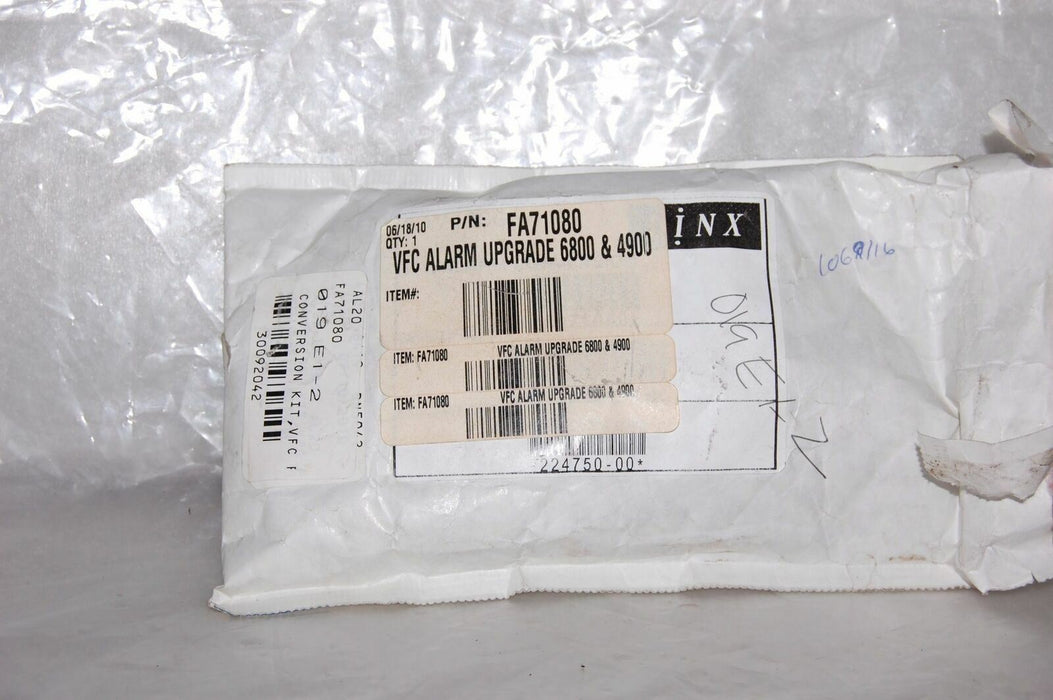 06/18/10 P/N: FA71080
QTY: 1
VFC ALARM UPGRADE 6800 & 4900
ITEM#:
ITEM: FA71080 VFC ALARM UPGRADE 6800 & 4900
ITEM: FA71080 VFC ALARM UPGRADE 6800 & 4900
224750-00*
iNX
AL20
FA71080
019 E1-2
CONVERSION KIT,VFC
30092042
019E1-2